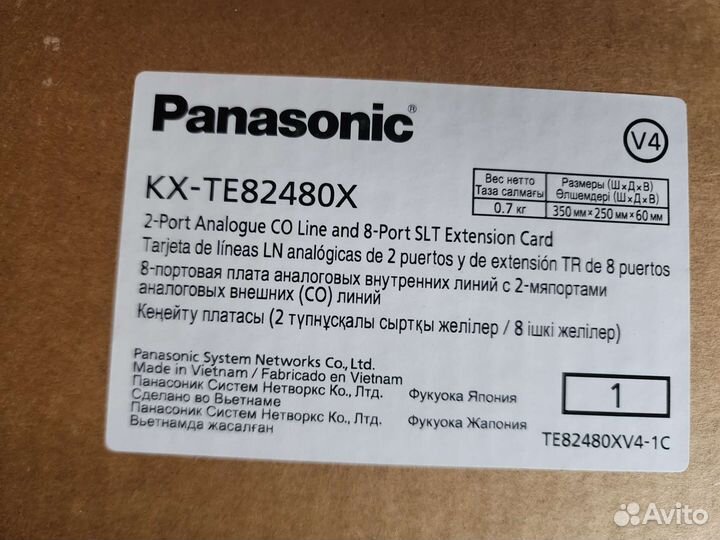 Panasonic®
V4
KX-TE82480X
Вес нетто
Таза салмағы
0.7 кг
Размеры (Ш×Д×В)
Өлшемдері (Ш×Д×В)
350 мм × 250 мм × 60 мм
2-Port Analogue CO Line and 8-Port SLT Extension Card
Tarjeta de líneas LN analógicas de 2 puertos y de extensión TR de 8 puertos
8-портовая плата аналоговых внутренних линий с 2-мяпортами
аналоговых внешних (CO) линий
Кеңейту платасы (2 түпнұсқалы сыртқы желілер / 8 ішкі желілер)
Panasonic System Networks Co., Ltd.
Made in Vietnam / Fabricado en Vietnam
Панасоник Систем Нетворкс Ко., Лтд. Фукуока Япония
Сделано во Вьетнаме
Панасоник Систем Нетворкс Ко., Лтд. Фукуока Жапония
Вьетнамда жасалған
1
TE82480XV4-1C
Avito